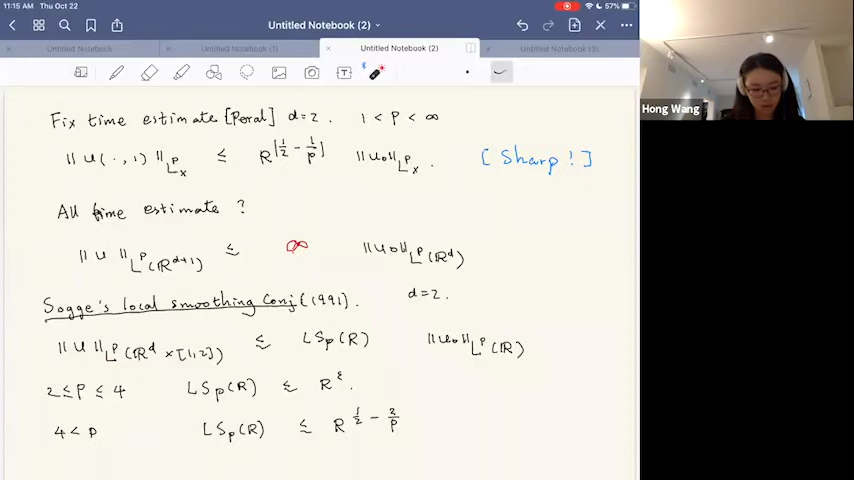 11:15 AM Thu Oct 22
57%
Untitled Notebook (2)
Untitled Notebook
Untitled Notebook (1)
Untitled Notebook (2)
Untitled Notebook (3)
Hong Wang
Fix time estimate [Peral] d=2. 1 < p < ∞
‖u(·,1)‖_{L^p_x} ≲ R^{|1/2 - 1/p|} ‖u_0‖_{L^p_x}. [Sharp!]
All time estimate?
‖u‖_{L^p(ℝ^{d+1})} ≲ ∞ ‖u_0‖_{L^p(ℝ^d)}
Sogge's local smoothing Conj (1991). d=2.
‖u‖_{L^p(ℝ^d × [1,2])} ≲ LS_p(R) ‖u_0‖_{L^p(ℝ)}
2 ≤ p ≤ 4 LS_p(R) ≲ R^ε.
4 < p LS_p(R) ≲ R^{1/2 - 2/p}